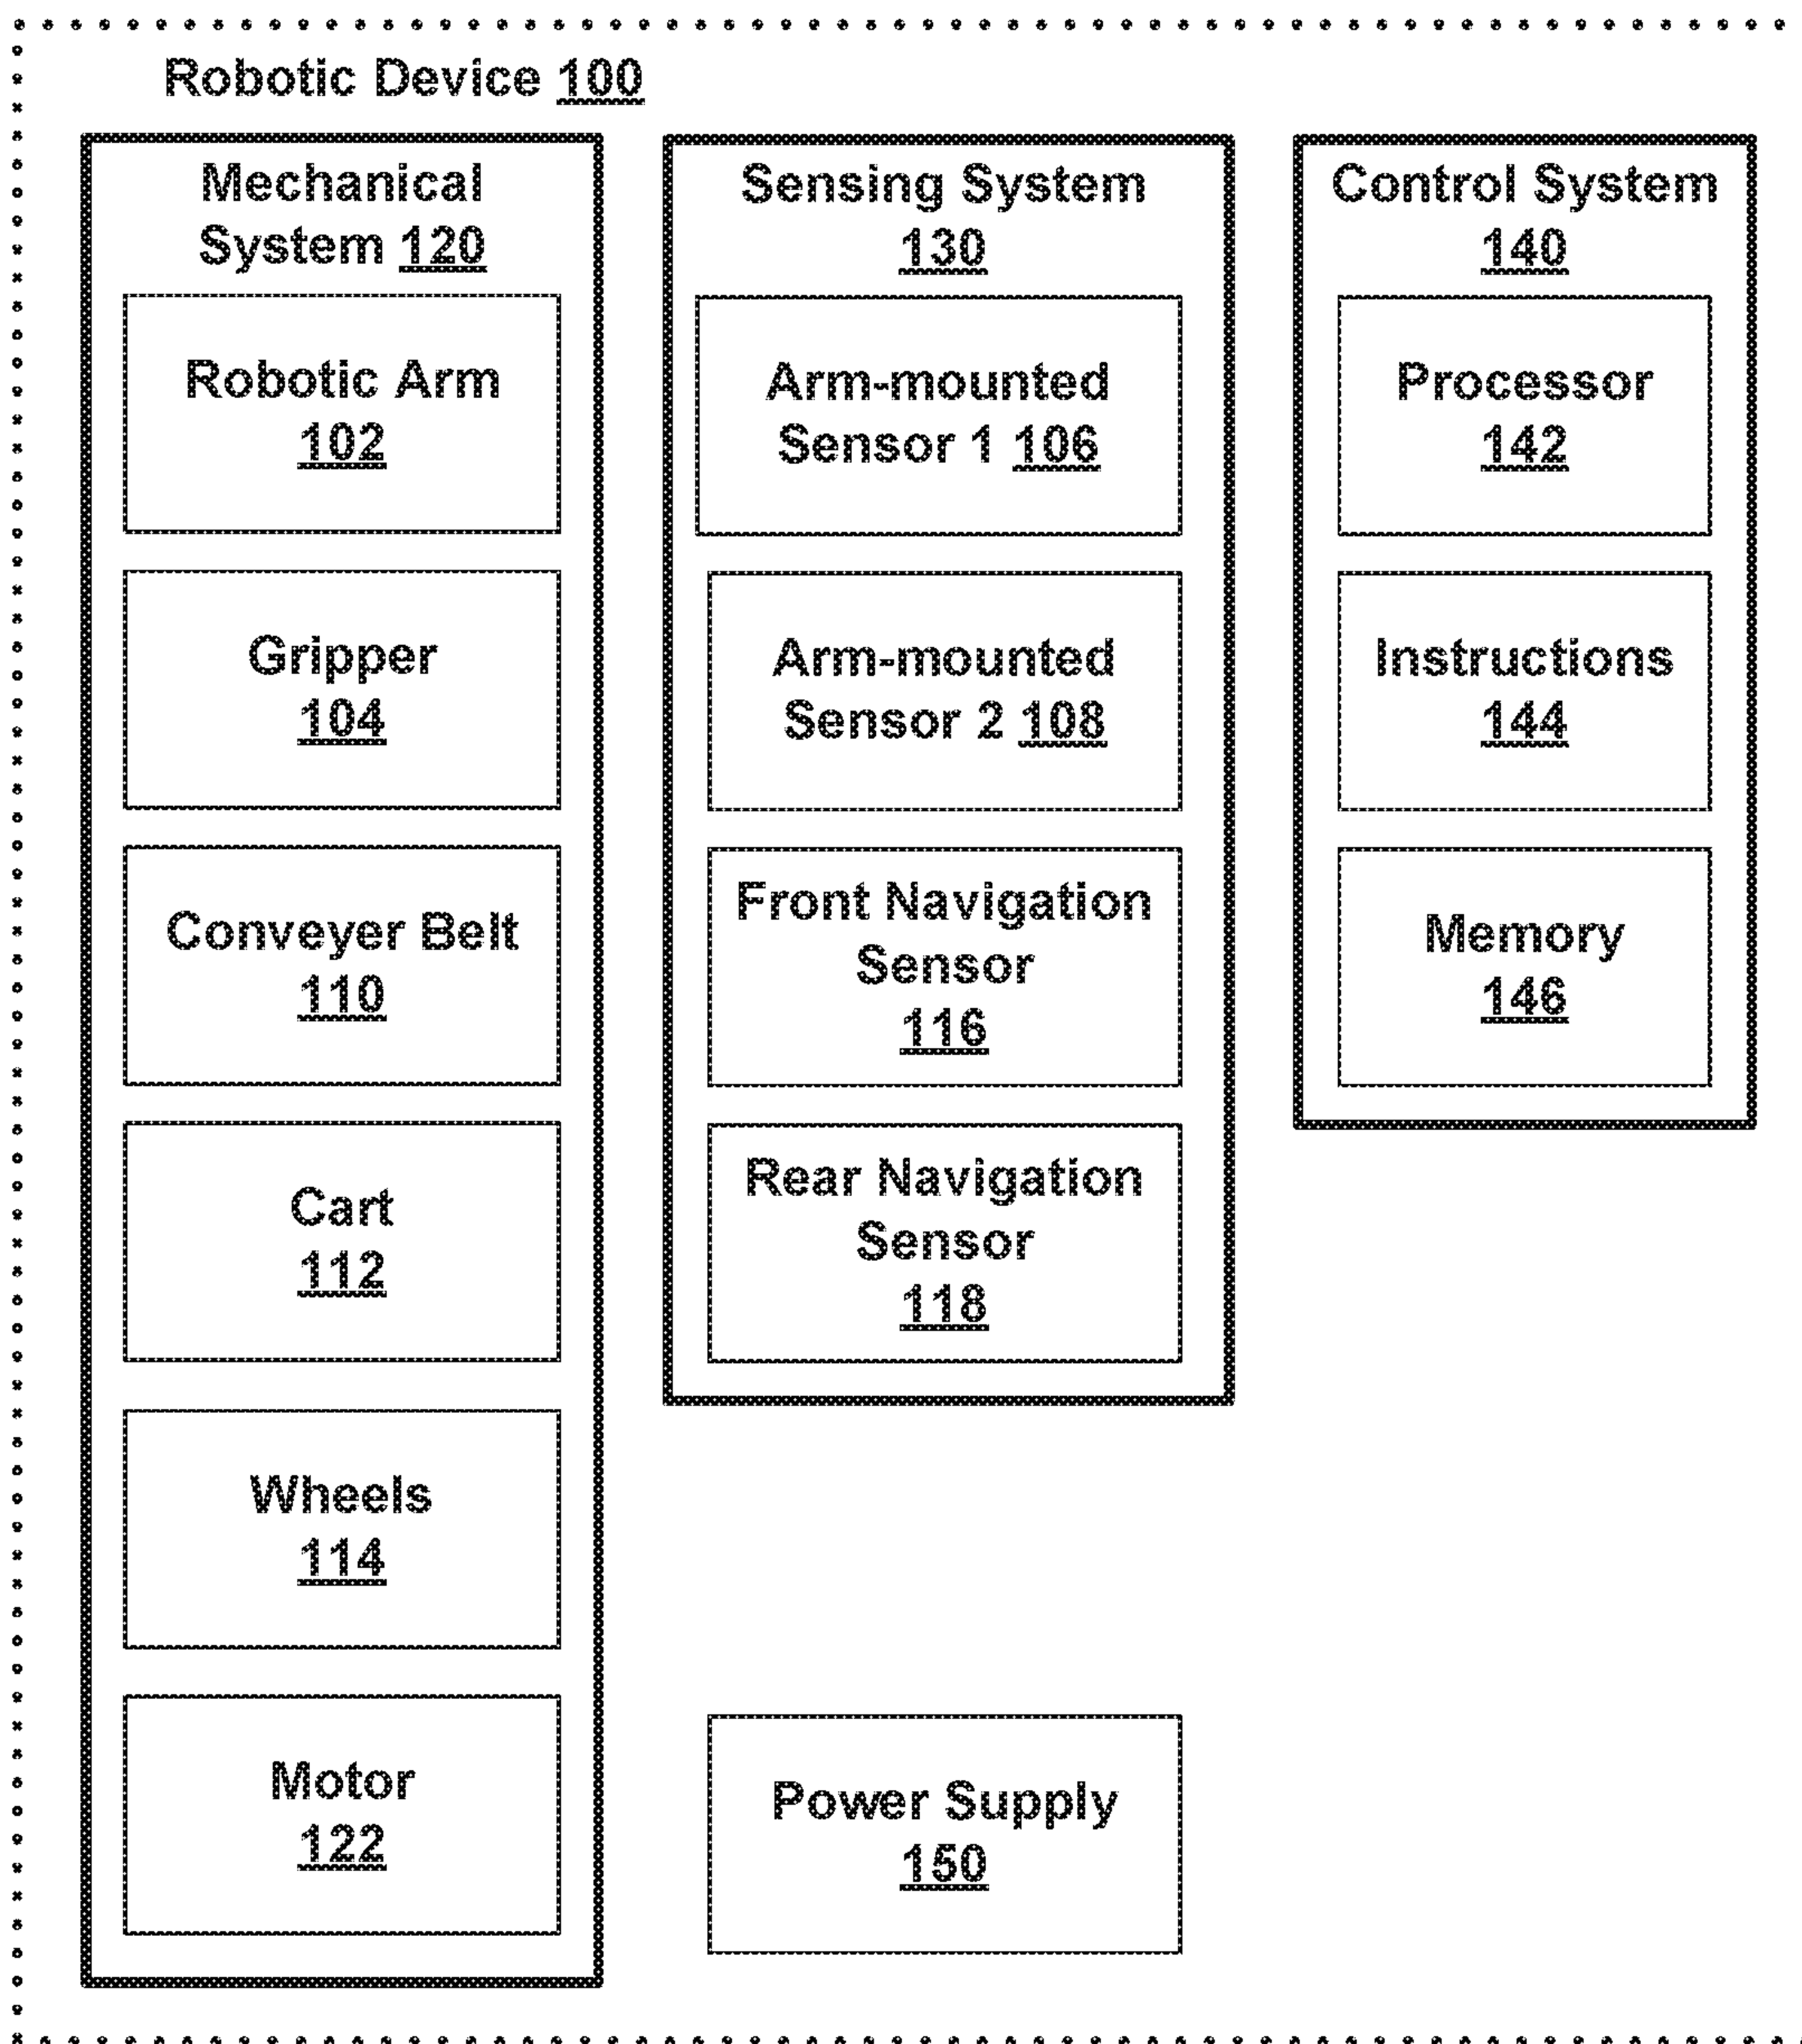 Robotic Device 100
Mechanical
System 120
Robotic Arm
102
Gripper
104
Conveyer Belt
110
Cart
112
Wheels
114
Motor
122
Sensing System
130
Arm-mounted
Sensor 1 106
Arm-mounted
Sensor 2 108
Front Navigation
Sensor
116
Rear Navigation
Sensor
118
Control System
140
Processor
142
Instructions
144
Memory
146
Power Supply
150